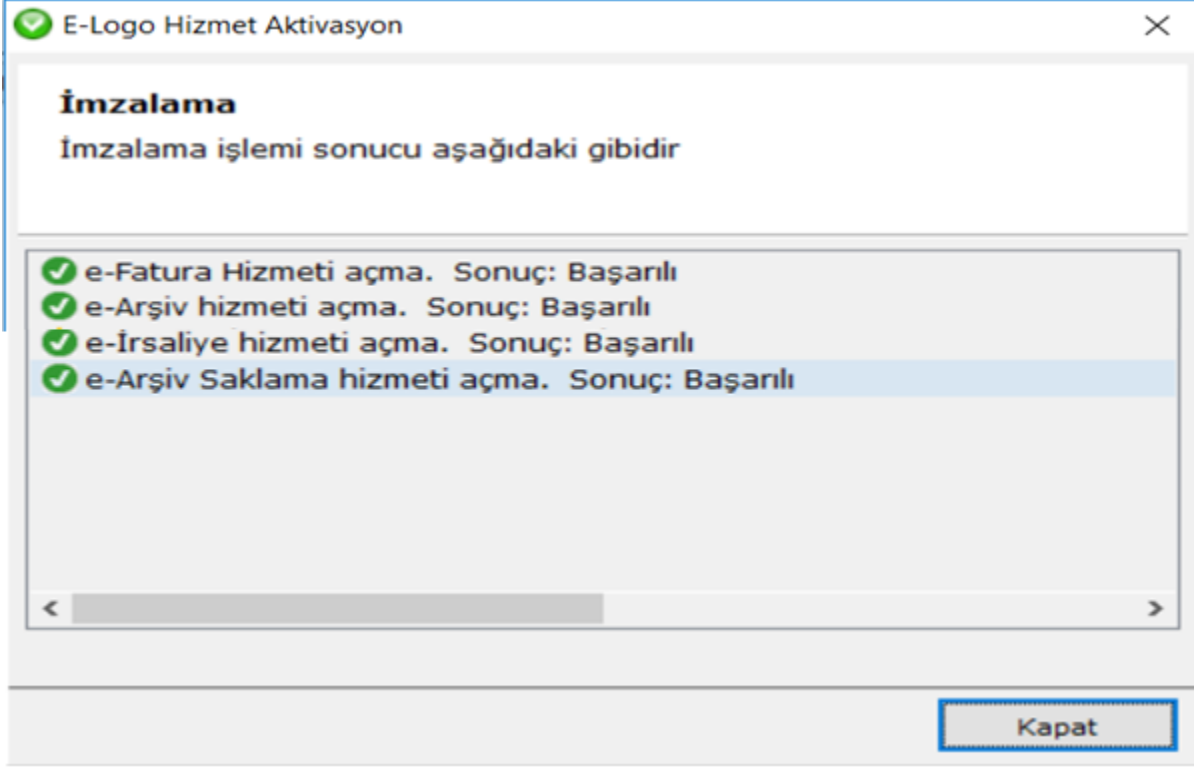 E-Logo Hizmet Aktivasyon
İmzalama
İmzalama işlemi sonucu aşağıdaki gibidir
e-Fatura Hizmeti açma.  Sonuç: Başarılı
e-Arşiv hizmeti açma.  Sonuç: Başarılı
e-İrsaliye hizmeti açma.  Sonuç: Başarılı
e-Arşiv Saklama hizmeti açma.  Sonuç: Başarılı
Kapat